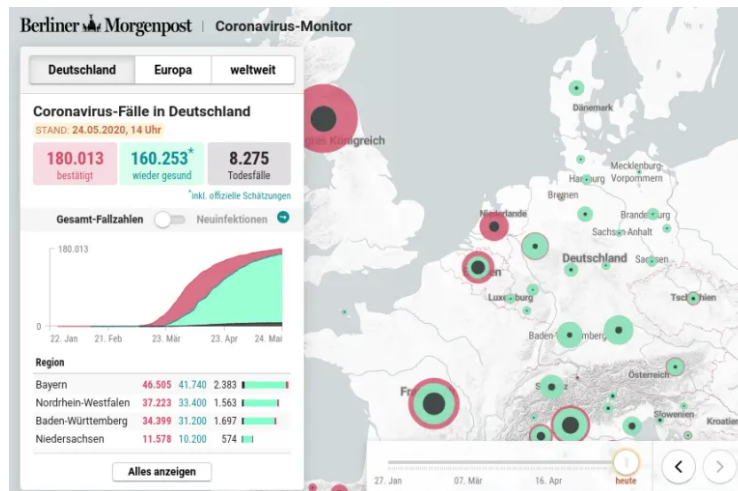 Berliner Morgenpost | Coronavirus-Monitor
Deutschland Europa weltweit
Coronavirus-Fälle in Deutschland
STAND: 24.05.2020, 14 Uhr
180.013 160.253* 8.275
bestätigt wieder gesund Todesfälle
*inkl. offizielle Schätzungen
Gesamt-Fallzahlen Neuinfektionen
180.013
0
22. Jan 21. Feb 23. Mär 23. Apr 24. Mai
Region
Bayern 46.505 41.740 2.383
Nordrhein-Westfalen 37.223 33.400 1.563
Baden-Württemberg 34.399 31.200 1.697
Niedersachsen 11.578 10.200 574
Alles anzeigen
Dänemark
Königreich
Mecklenburg-
Hamburg Vorpommern
Bremen
Niederlande
Brandenburg
Sachsen-Anhalt
Deutschland Sachsen
Luxemburg
Tschechien
Baden-Württemberg
Österreich
Slowenien
Kroatien
27. Jan 07. Mär 16. Apr heute